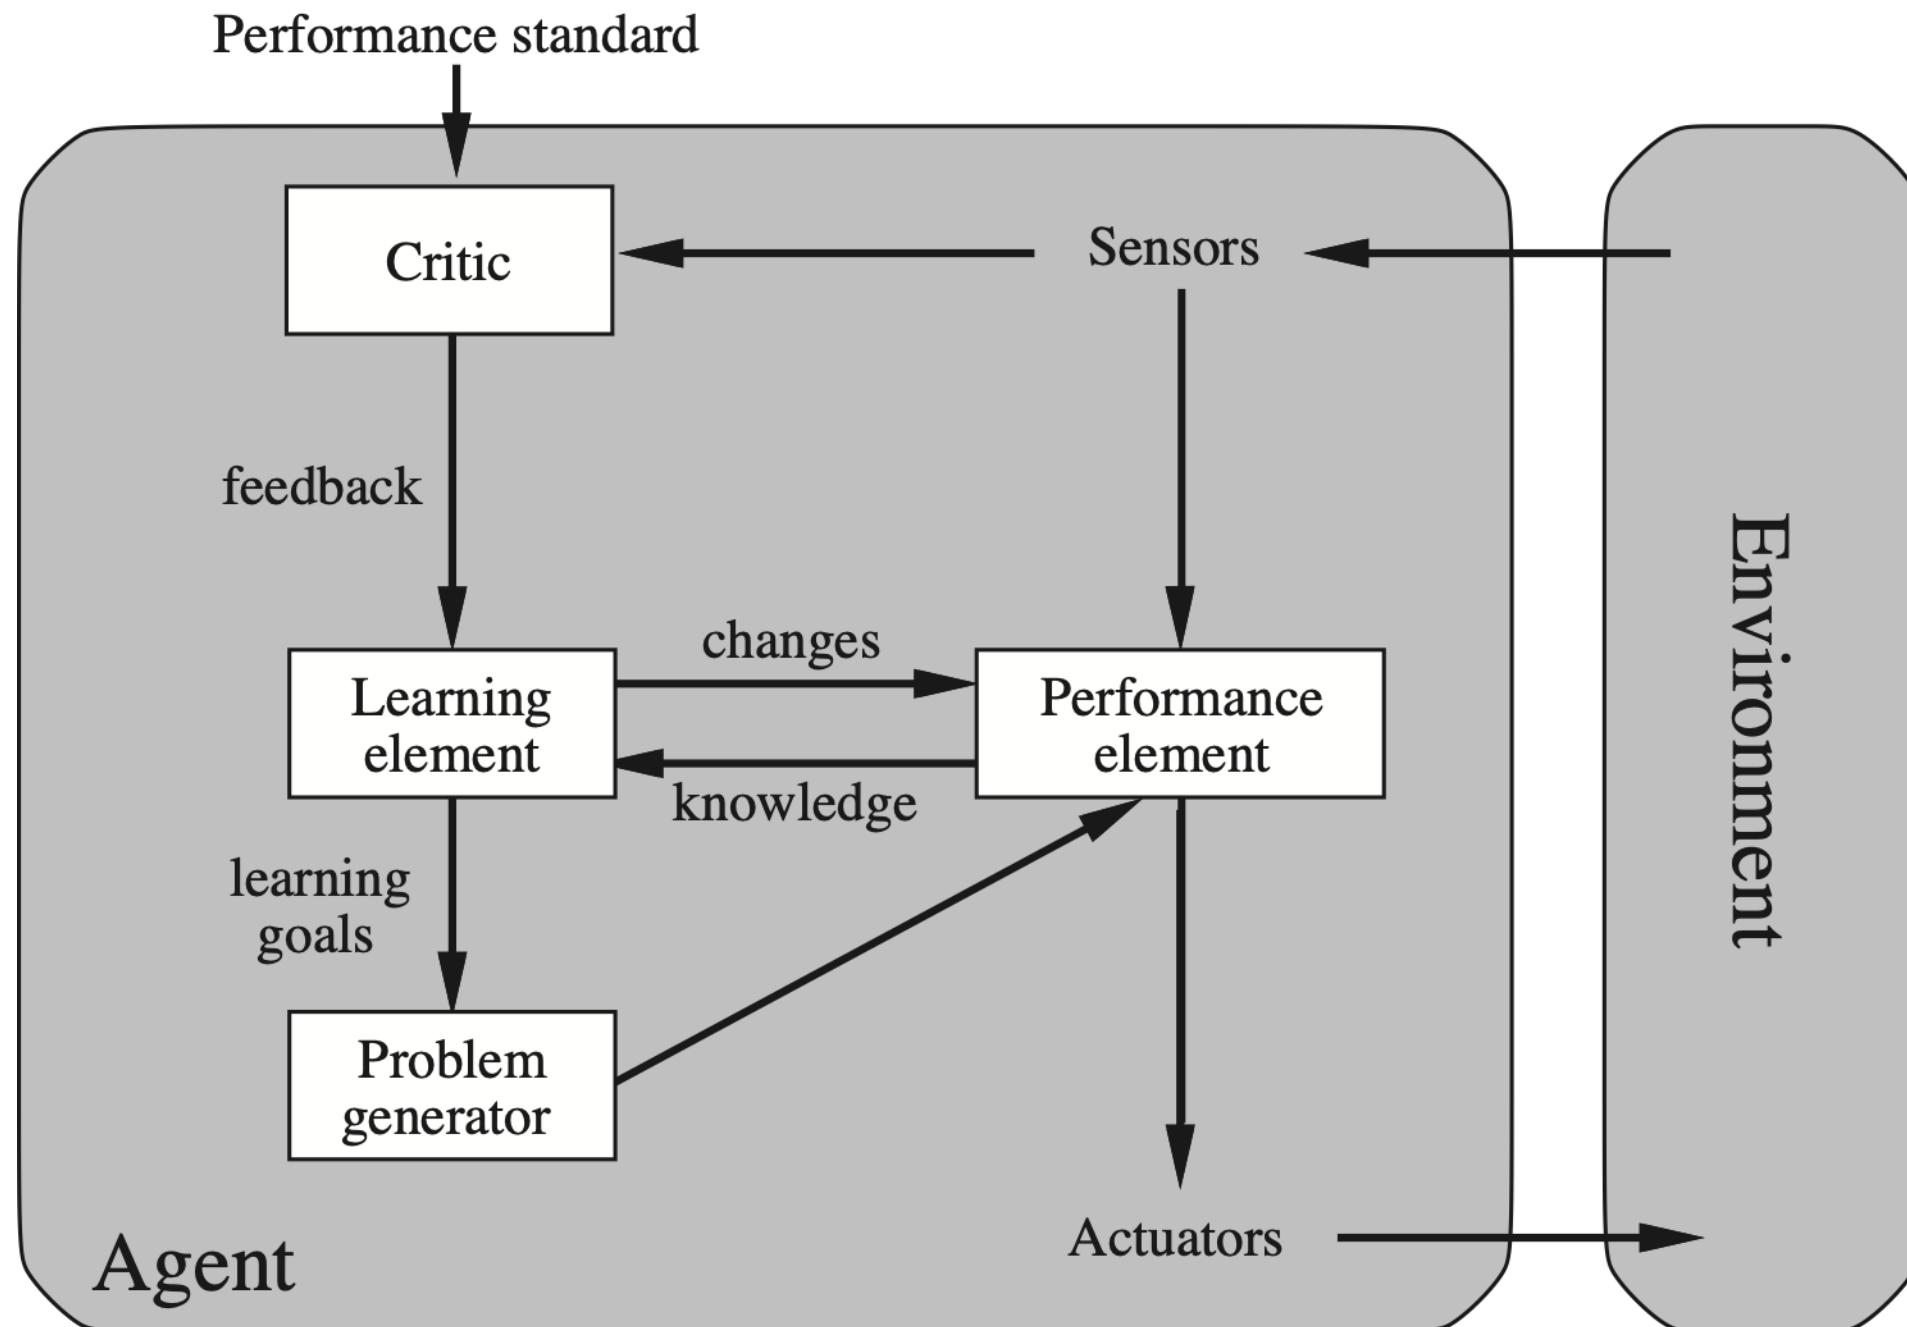 Performance standard
Critic
Sensors
feedback
changes
Learning
element
Performance
element
knowledge
learning
goals
Problem
generator
Actuators
Agent
Environment